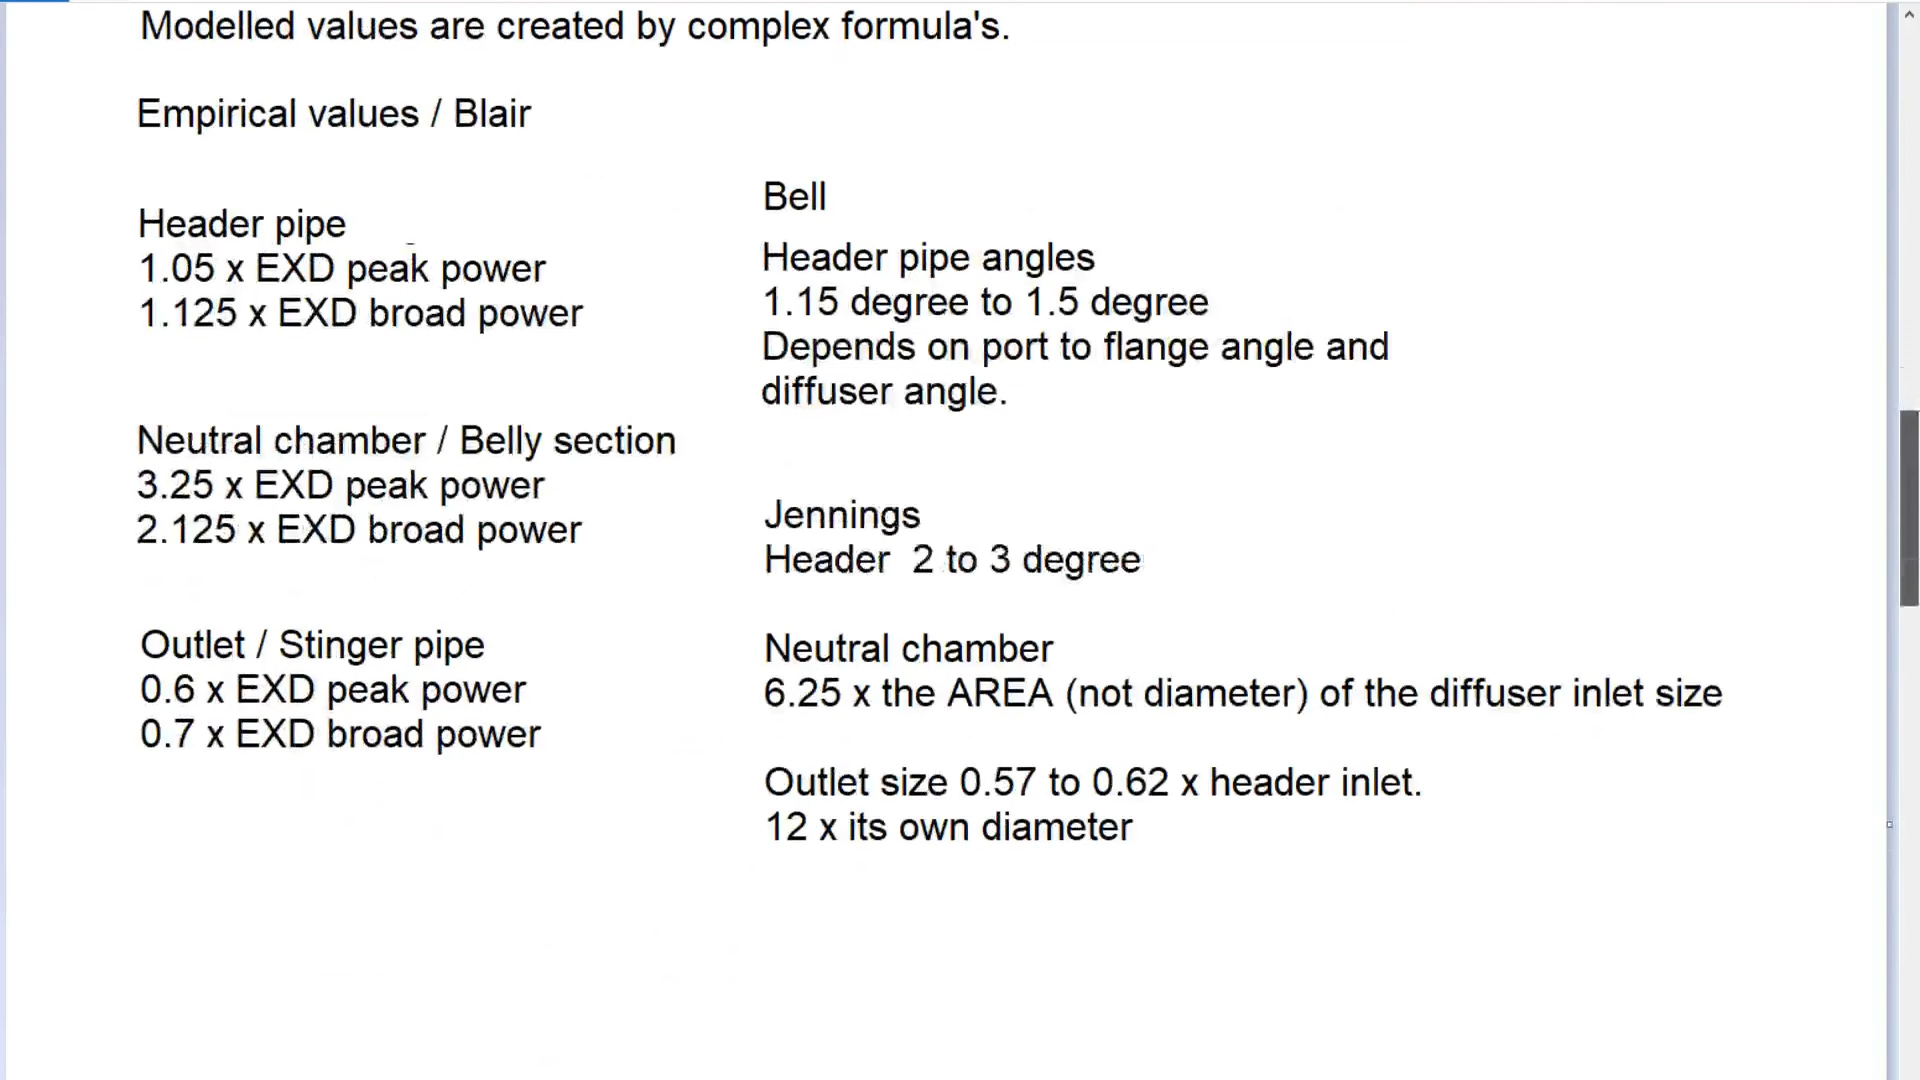 Modelled values are created by complex formula's.
Empirical values / Blair
Header pipe
1.05 x EXD peak power
1.125 x EXD broad power
Neutral chamber / Belly section
3.25 x EXD peak power
2.125 x EXD broad power
Outlet / Stinger pipe
0.6 x EXD peak power
0.7 x EXD broad power
Bell
Header pipe angles
1.15 degree to 1.5 degree
Depends on port to flange angle and
diffuser angle.
Jennings
Header  2 to 3 degree
Neutral chamber
6.25 x the AREA (not diameter) of the diffuser inlet size
Outlet size 0.57 to 0.62 x header inlet.
12 x its own diameter